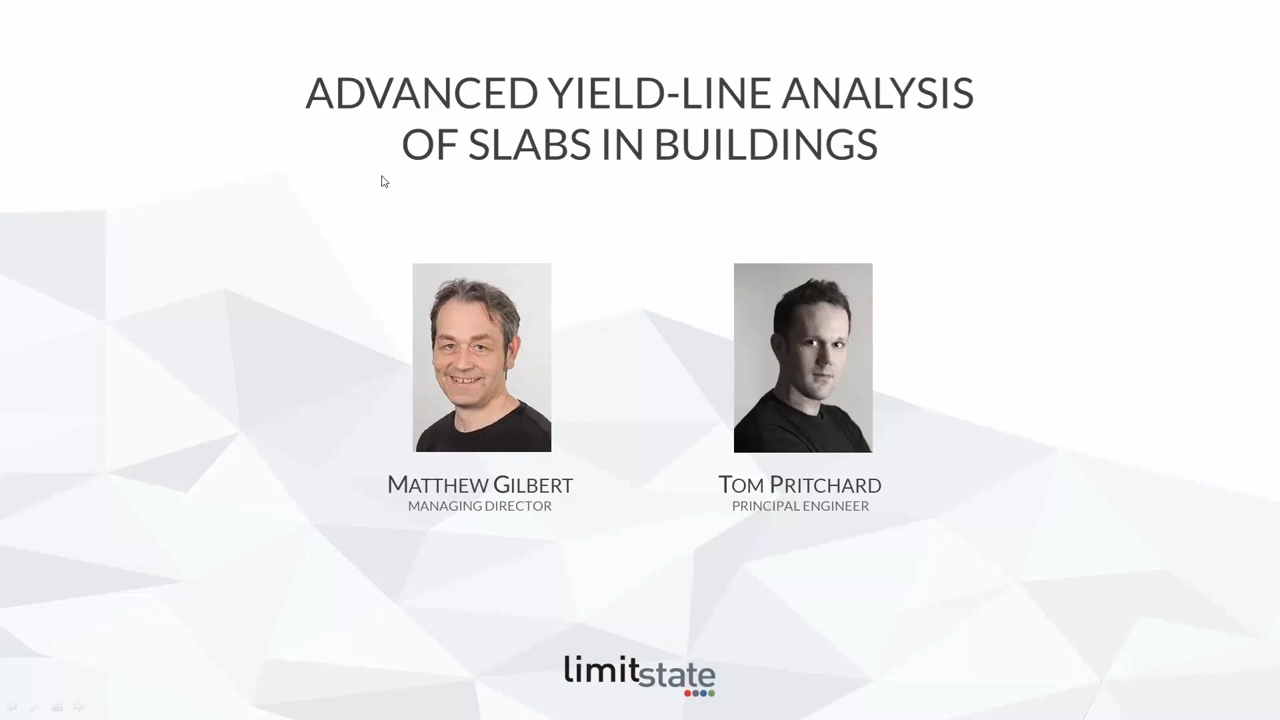 ADVANCED YIELD-LINE ANALYSIS
OF SLABS IN BUILDINGS
MATTHEW GILBERT
MANAGING DIRECTOR
TOM PRITCHARD
PRINCIPAL ENGINEER
limitstate